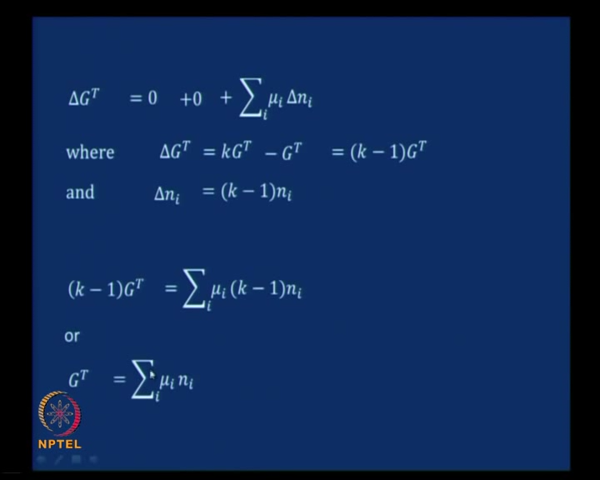 ΔG^T = 0 +0 + ∑_i μ_i Δn_i
where ΔG^T = kG^T − G^T = (k − 1)G^T
and Δn_i = (k − 1)n_i
(k − 1)G^T = ∑_i μ_i (k − 1)n_i
or
G^T = ∑_i μ_i n_i
NPTEL